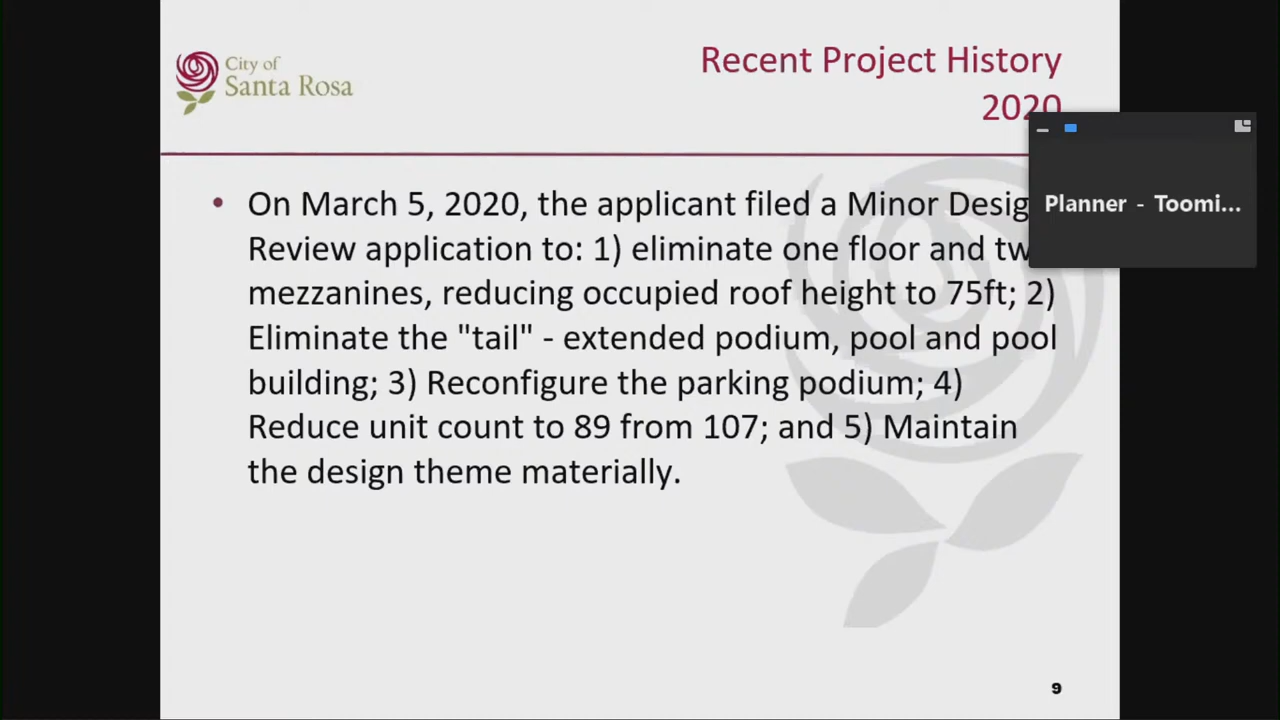 City of
Santa Rosa
Recent Project History
2020
• On March 5, 2020, the applicant filed a Minor Desig
Review application to: 1) eliminate one floor and tw
mezzanines, reducing occupied roof height to 75ft; 2)
Eliminate the "tail" - extended podium, pool and pool
building; 3) Reconfigure the parking podium; 4)
Reduce unit count to 89 from 107; and 5) Maintain
the design theme materially.
Planner - Toomi...
9